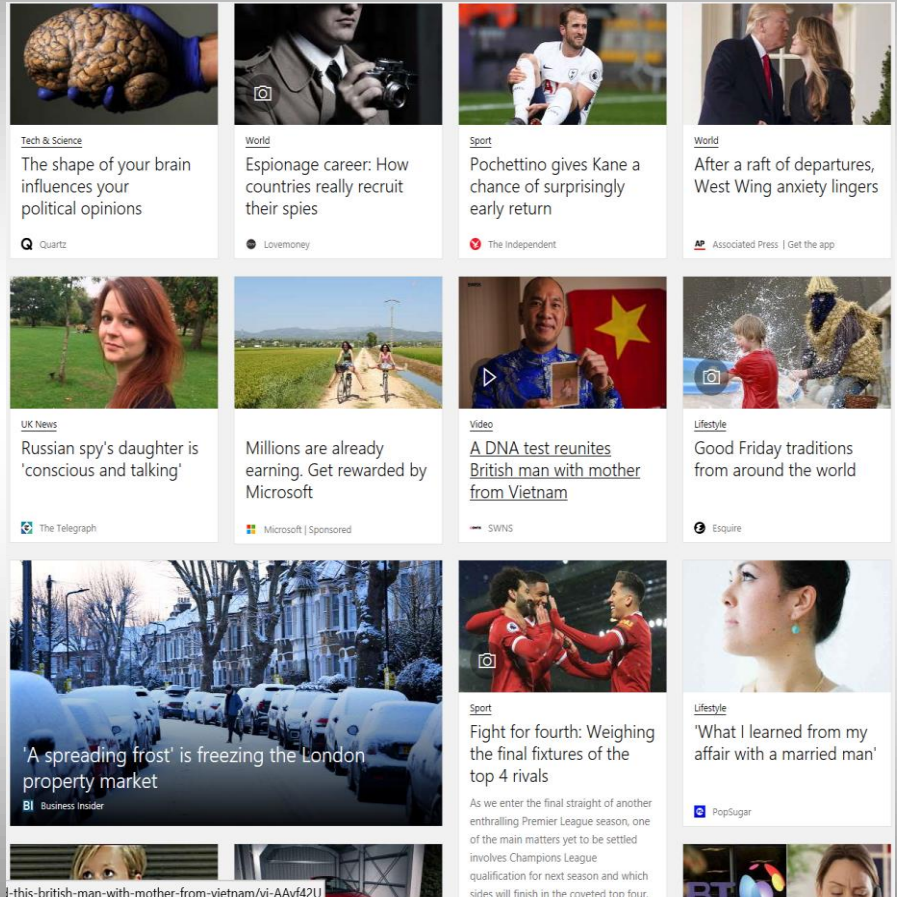 Tech & Science
The shape of your brain
influences your
political opinions
Quartz
World
Espionage career: How
countries really recruit
their spies
Lovemoney
Sport
Pochettino gives Kane a
chance of surprisingly
early return
The Independent
World
After a raft of departures,
West Wing anxiety lingers
AP Associated Press | Get the app
UK News
Russian spy's daughter is
'conscious and talking'
The Telegraph
Millions are already
earning. Get rewarded by
Microsoft
Microsoft | Sponsored
Video
A DNA test reunites
British man with mother
from Vietnam
SWNS
Lifestyle
Good Friday traditions
from around the world
Esquire
'A spreading frost' is freezing the London
property market
BI Business Insider
Sport
Fight for fourth: Weighing
the final fixtures of the
top 4 rivals
As we enter the final straight of another
enthralling Premier League season, one
of the main matters yet to be settled
involves Champions League
qualification for next season and which
sides will finish in the coveted top four.
Lifestyle
'What I learned from my
affair with a married man'
PopSugar
BT
-this-british-man-with-mother-from-vietnam/vi-AAvf42U